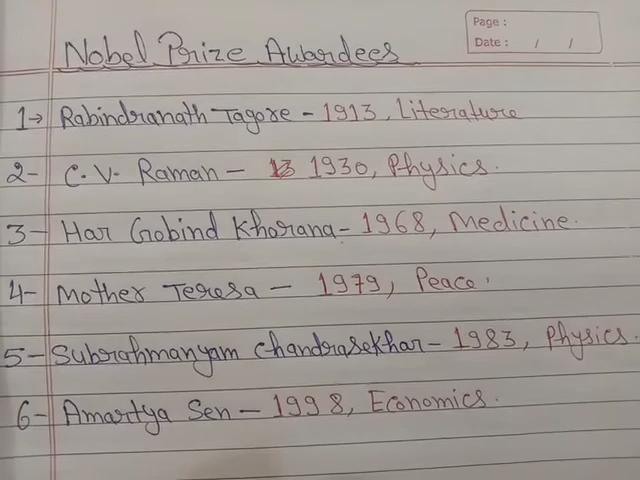 Page :
Date : / /
Nobel Prize Awardees
1→ Rabindranath Tagore - 1913, Literature
2- C.V. Raman - 1930, Physics.
3- Har Gobind Khorana - 1968, Medicine.
4- Mother Teresa - 1979, Peace.
5- Subrahmanyam Chandrasekhar - 1983, Physics.
6- Amartya Sen - 1998, Economics.